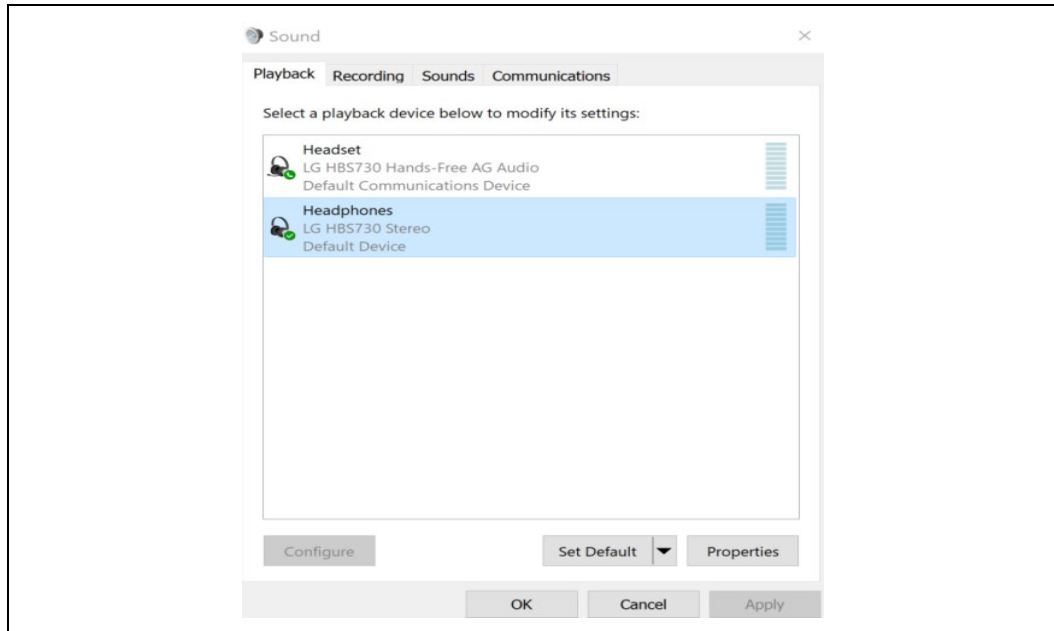 Sound
Playback Recording Sounds Communications
Select a playback device below to modify its settings:
Headset
LG HBS730 Hands-Free AG Audio
Default Communications Device
Headphones
LG HBS730 Stereo
Default Device
Configure Set Default Properties
OK Cancel Apply